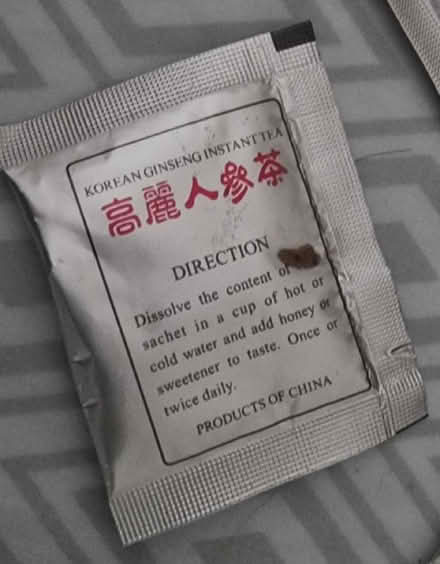 KOREAN GINSENG INSTANT TEA
高麗人參茶
DIRECTION
Dissolve the content of
sachet in a cup of hot or
cold water and add honey or
sweetener to taste. Once or
twice daily.
PRODUCTS OF CHINA